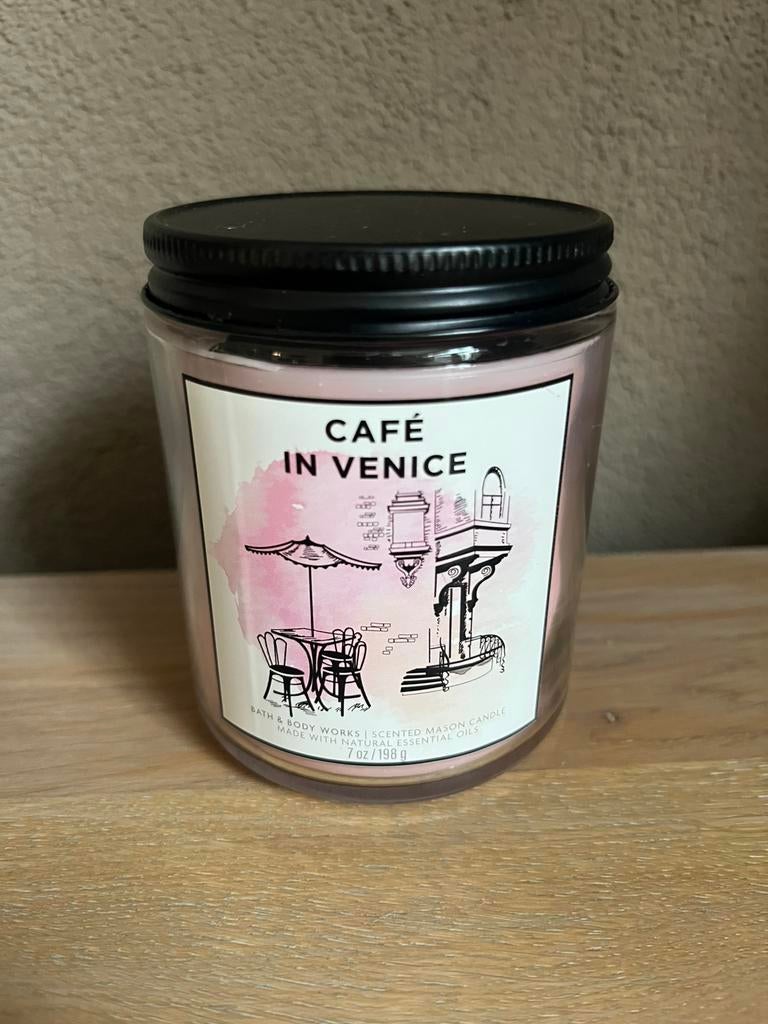 CAFÉ
IN VENICE
BATH & BODY WORKS | SCENTED MASON CANDLE
MADE WITH NATURAL ESSENTIAL OILS
7 oz / 198 g